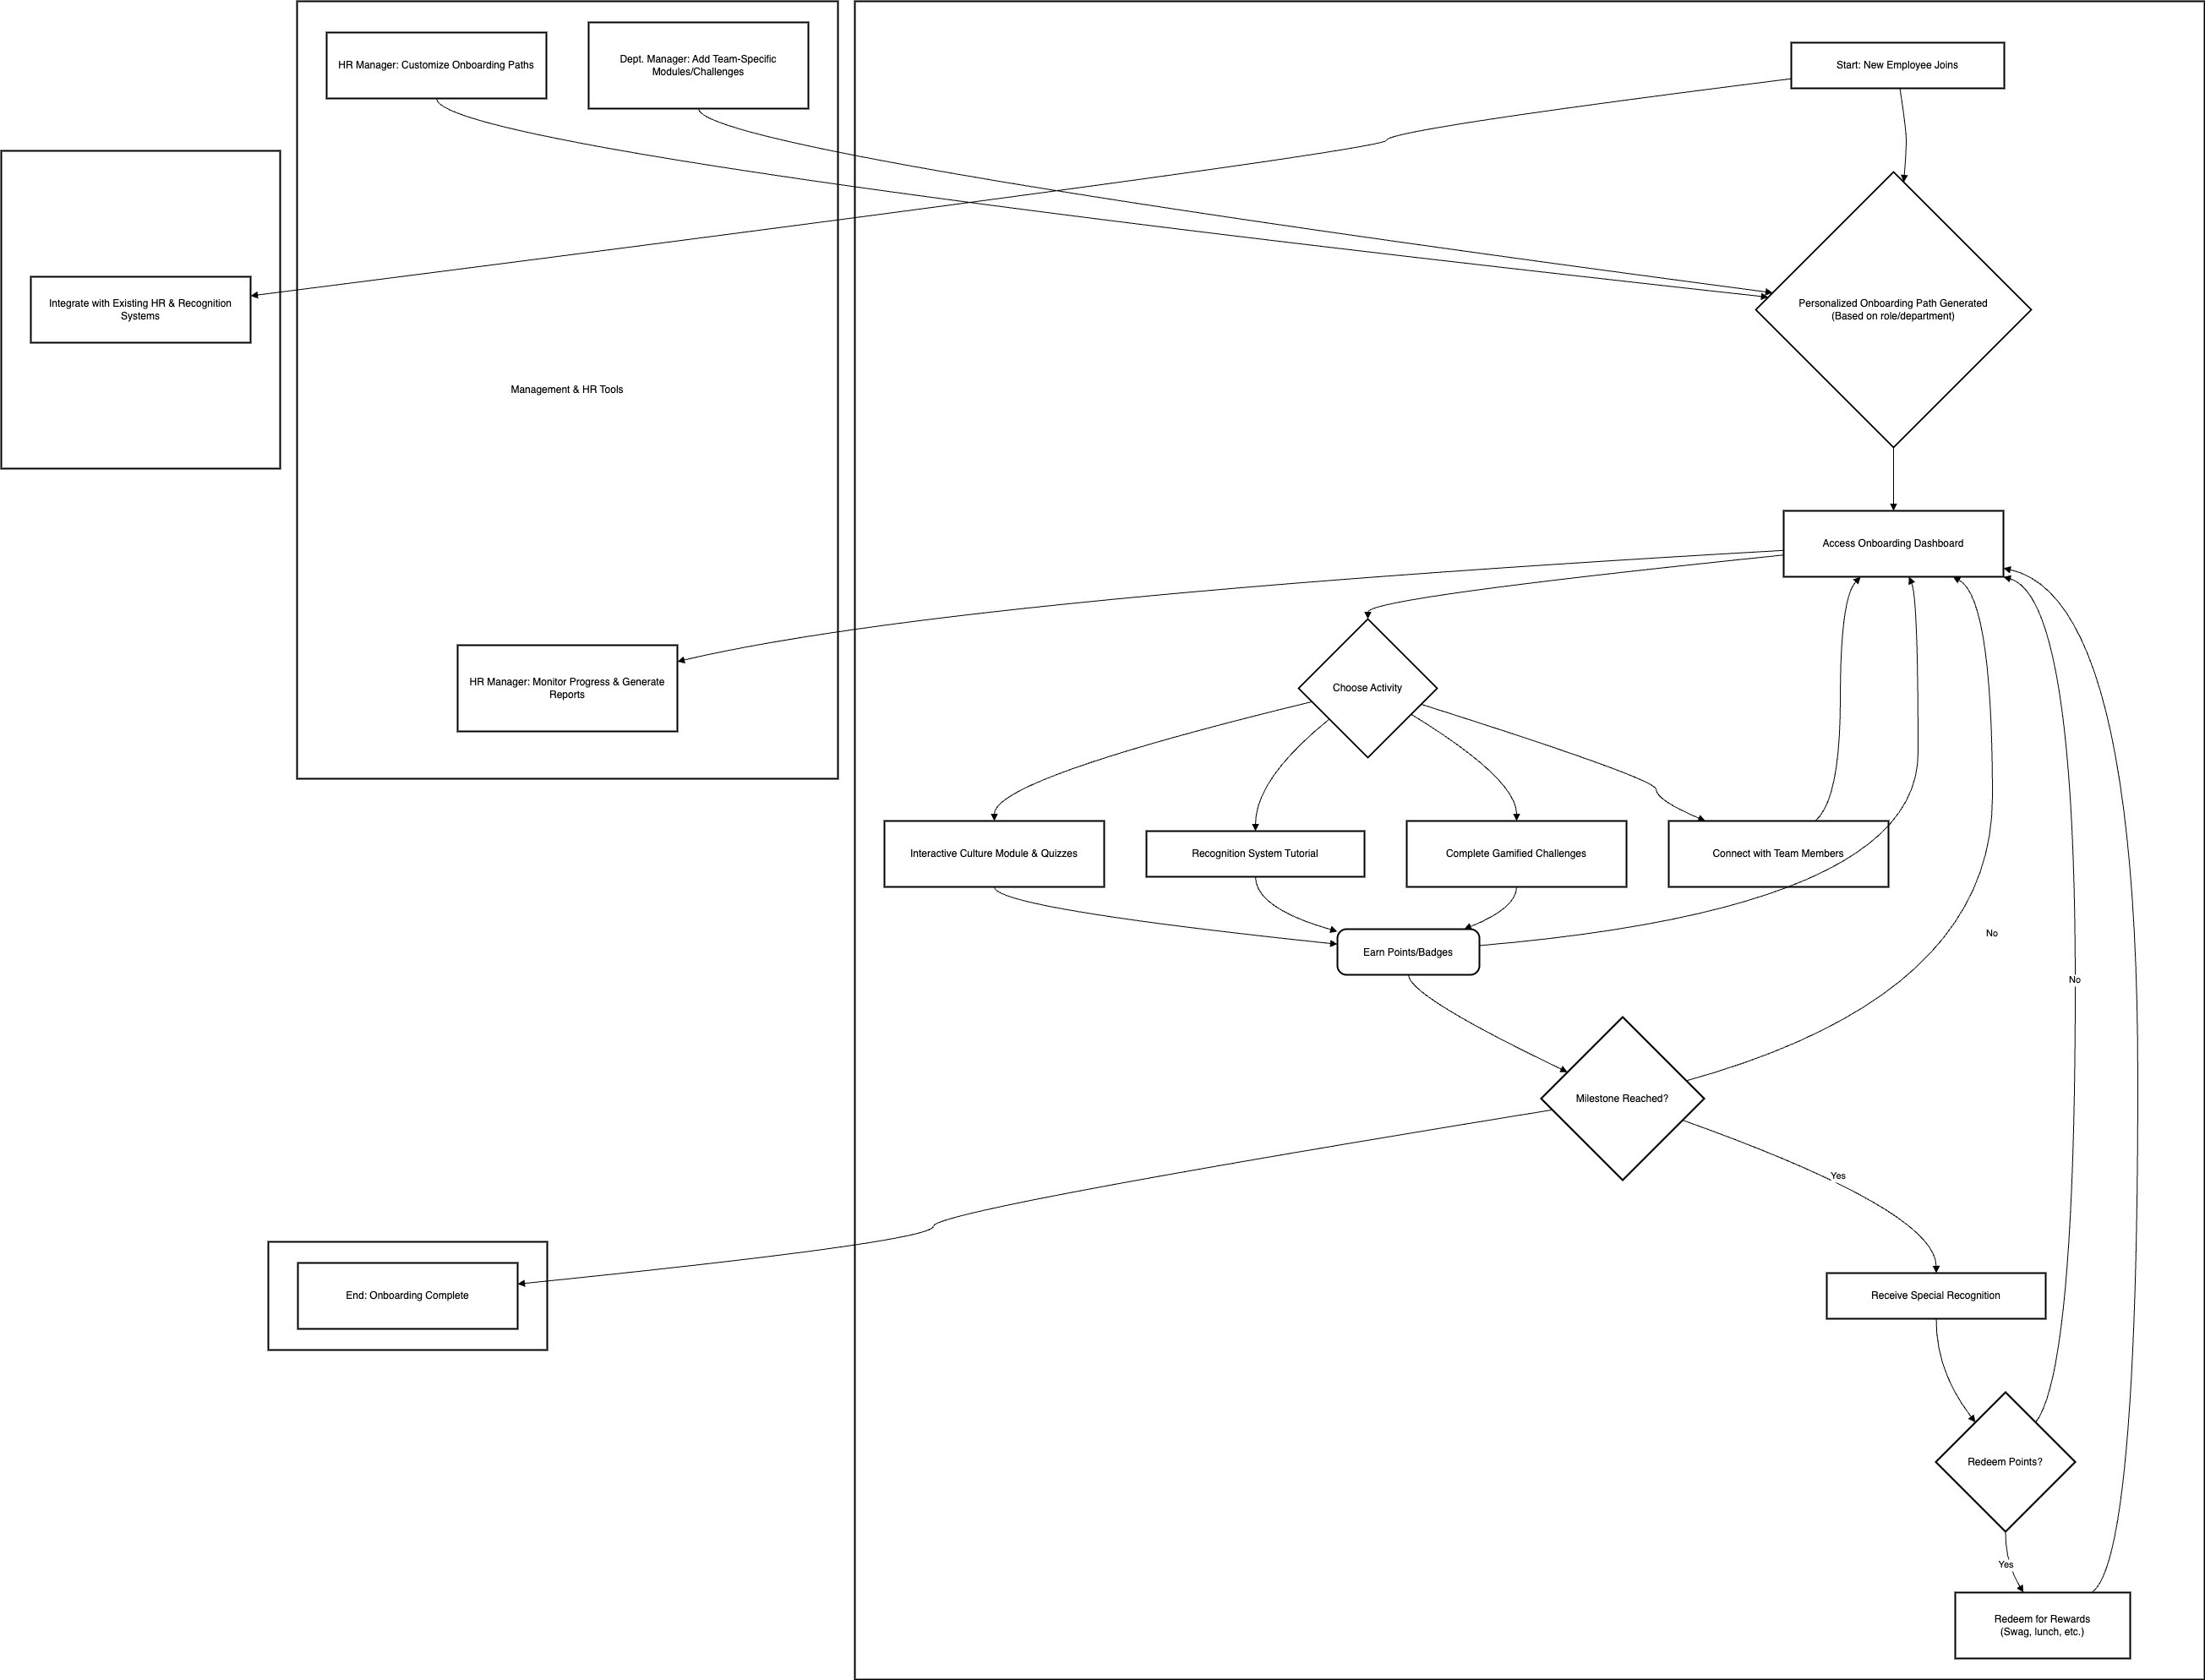 HR Manager: Customize Onboarding Paths
Dept. Manager: Add Team-Specific
Modules/Challenges
Start: New Employee Joins
Integrate with Existing HR & Recognition
Systems
Personalized Onboarding Path Generated
(Based on role/department)
Management & HR Tools
Access Onboarding Dashboard
HR Manager: Monitor Progress & Generate
Reports
Choose Activity
Interactive Culture Module & Quizzes
Recognition System Tutorial
Complete Gamified Challenges
Connect with Team Members
No
Earn Points/Badges
No
Milestone Reached?
Yes
End: Onboarding Complete
Receive Special Recognition
Redeem Points?
Yes
Redeem for Rewards
(Swag, lunch, etc.)